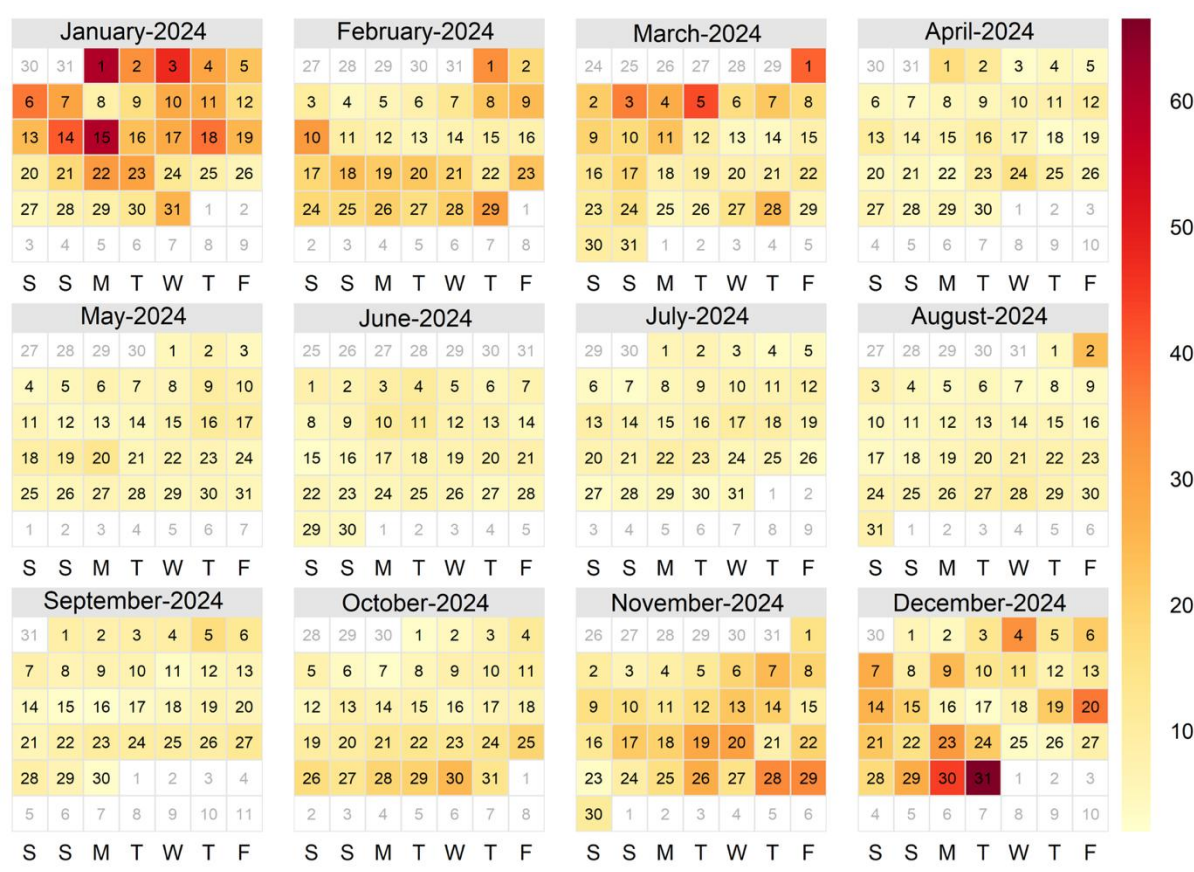 January-2024 February-2024 March-2024 April-2024
30 31 1 2 3 4 5 27 28 29 30 31 1 2 24 25 26 27 28 29 1 30 31 1 2 3 4 5
6 7 8 9 10 11 12 3 4 5 6 7 8 9 2 3 4 5 6 7 8 6 7 8 9 10 11 12
60
13 14 15 16 17 18 19 10 11 12 13 14 15 16 9 10 11 12 13 14 15 13 14 15 16 17 18 19
20 21 22 23 24 25 26 17 18 19 20 21 22 23 16 17 18 19 20 21 22 20 21 22 23 24 25 26
27 28 29 30 31 1 2 24 25 26 27 28 29 1 23 24 25 26 27 28 29 27 28 29 30 1 2 3
50
3 4 5 6 7 8 9 2 3 4 5 6 7 8 30 31 1 2 3 4 5 4 5 6 7 8 9 10
S S M T W T F S S M T W T F S S M T W T F S S M T W T F
May-2024 June-2024 July-2024 August-2024
27 28 29 30 1 2 3 25 26 27 28 29 30 31 29 30 1 2 3 4 5 27 28 29 30 31 1 2
40
4 5 6 7 8 9 10 1 2 3 4 5 6 7 6 7 8 9 10 11 12 3 4 5 6 7 8 9
11 12 13 14 15 16 17 8 9 10 11 12 13 14 13 14 15 16 17 18 19 10 11 12 13 14 15 16
18 19 20 21 22 23 24 15 16 17 18 19 20 21 20 21 22 23 24 25 26 17 18 19 20 21 22 23
30
25 26 27 28 29 30 31 22 23 24 25 26 27 28 27 28 29 30 31 1 2 24 25 26 27 28 29 30
1 2 3 4 5 6 7 29 30 1 2 3 4 5 3 4 5 6 7 8 9 31 1 2 3 4 5 6
S S M T W T F S S M T W T F S S M T W T F S S M T W T F
September-2024 October-2024 November-2024 December-2024
20
31 1 2 3 4 5 6 28 29 30 1 2 3 4 26 27 28 29 30 31 1 30 1 2 3 4 5 6
7 8 9 10 11 12 13 5 6 7 8 9 10 11 2 3 4 5 6 7 8 7 8 9 10 11 12 13
14 15 16 17 18 19 20 12 13 14 15 16 17 18 9 10 11 12 13 14 15 14 15 16 17 18 19 20
21 22 23 24 25 26 27 19 20 21 22 23 24 25 16 17 18 19 20 21 22 21 22 23 24 25 26 27
10
28 29 30 1 2 3 4 26 27 28 29 30 31 1 23 24 25 26 27 28 29 28 29 30 31 1 2 3
5 6 7 8 9 10 11 2 3 4 5 6 7 8 30 1 2 3 4 5 6 4 5 6 7 8 9 10
S S M T W T F S S M T W T F S S M T W T F S S M T W T F